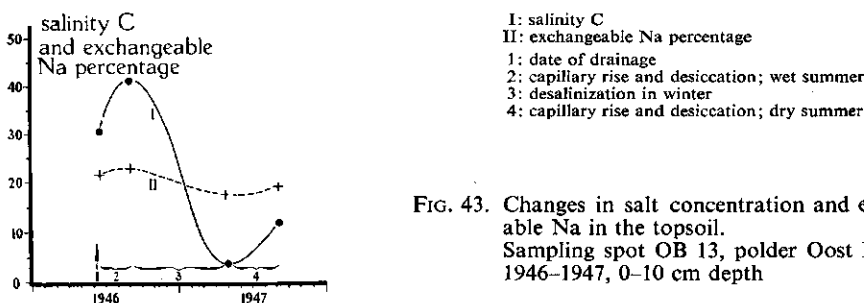 salinity C
and exchangeable
Na percentage
50
40
30
20
10
0
I
II
1
2
3
4
1946
1947
I: salinity C
II: exchangeable Na percentage
1: date of drainage
2: capillary rise and desiccation; wet summer
3: desalinization in winter
4: capillary rise and desiccation; dry summer
FIG. 43. Changes in salt concentration and
able Na in the topsoil.
Sampling spot OB 13, polder Oost
1946–1947, 0–10 cm depth